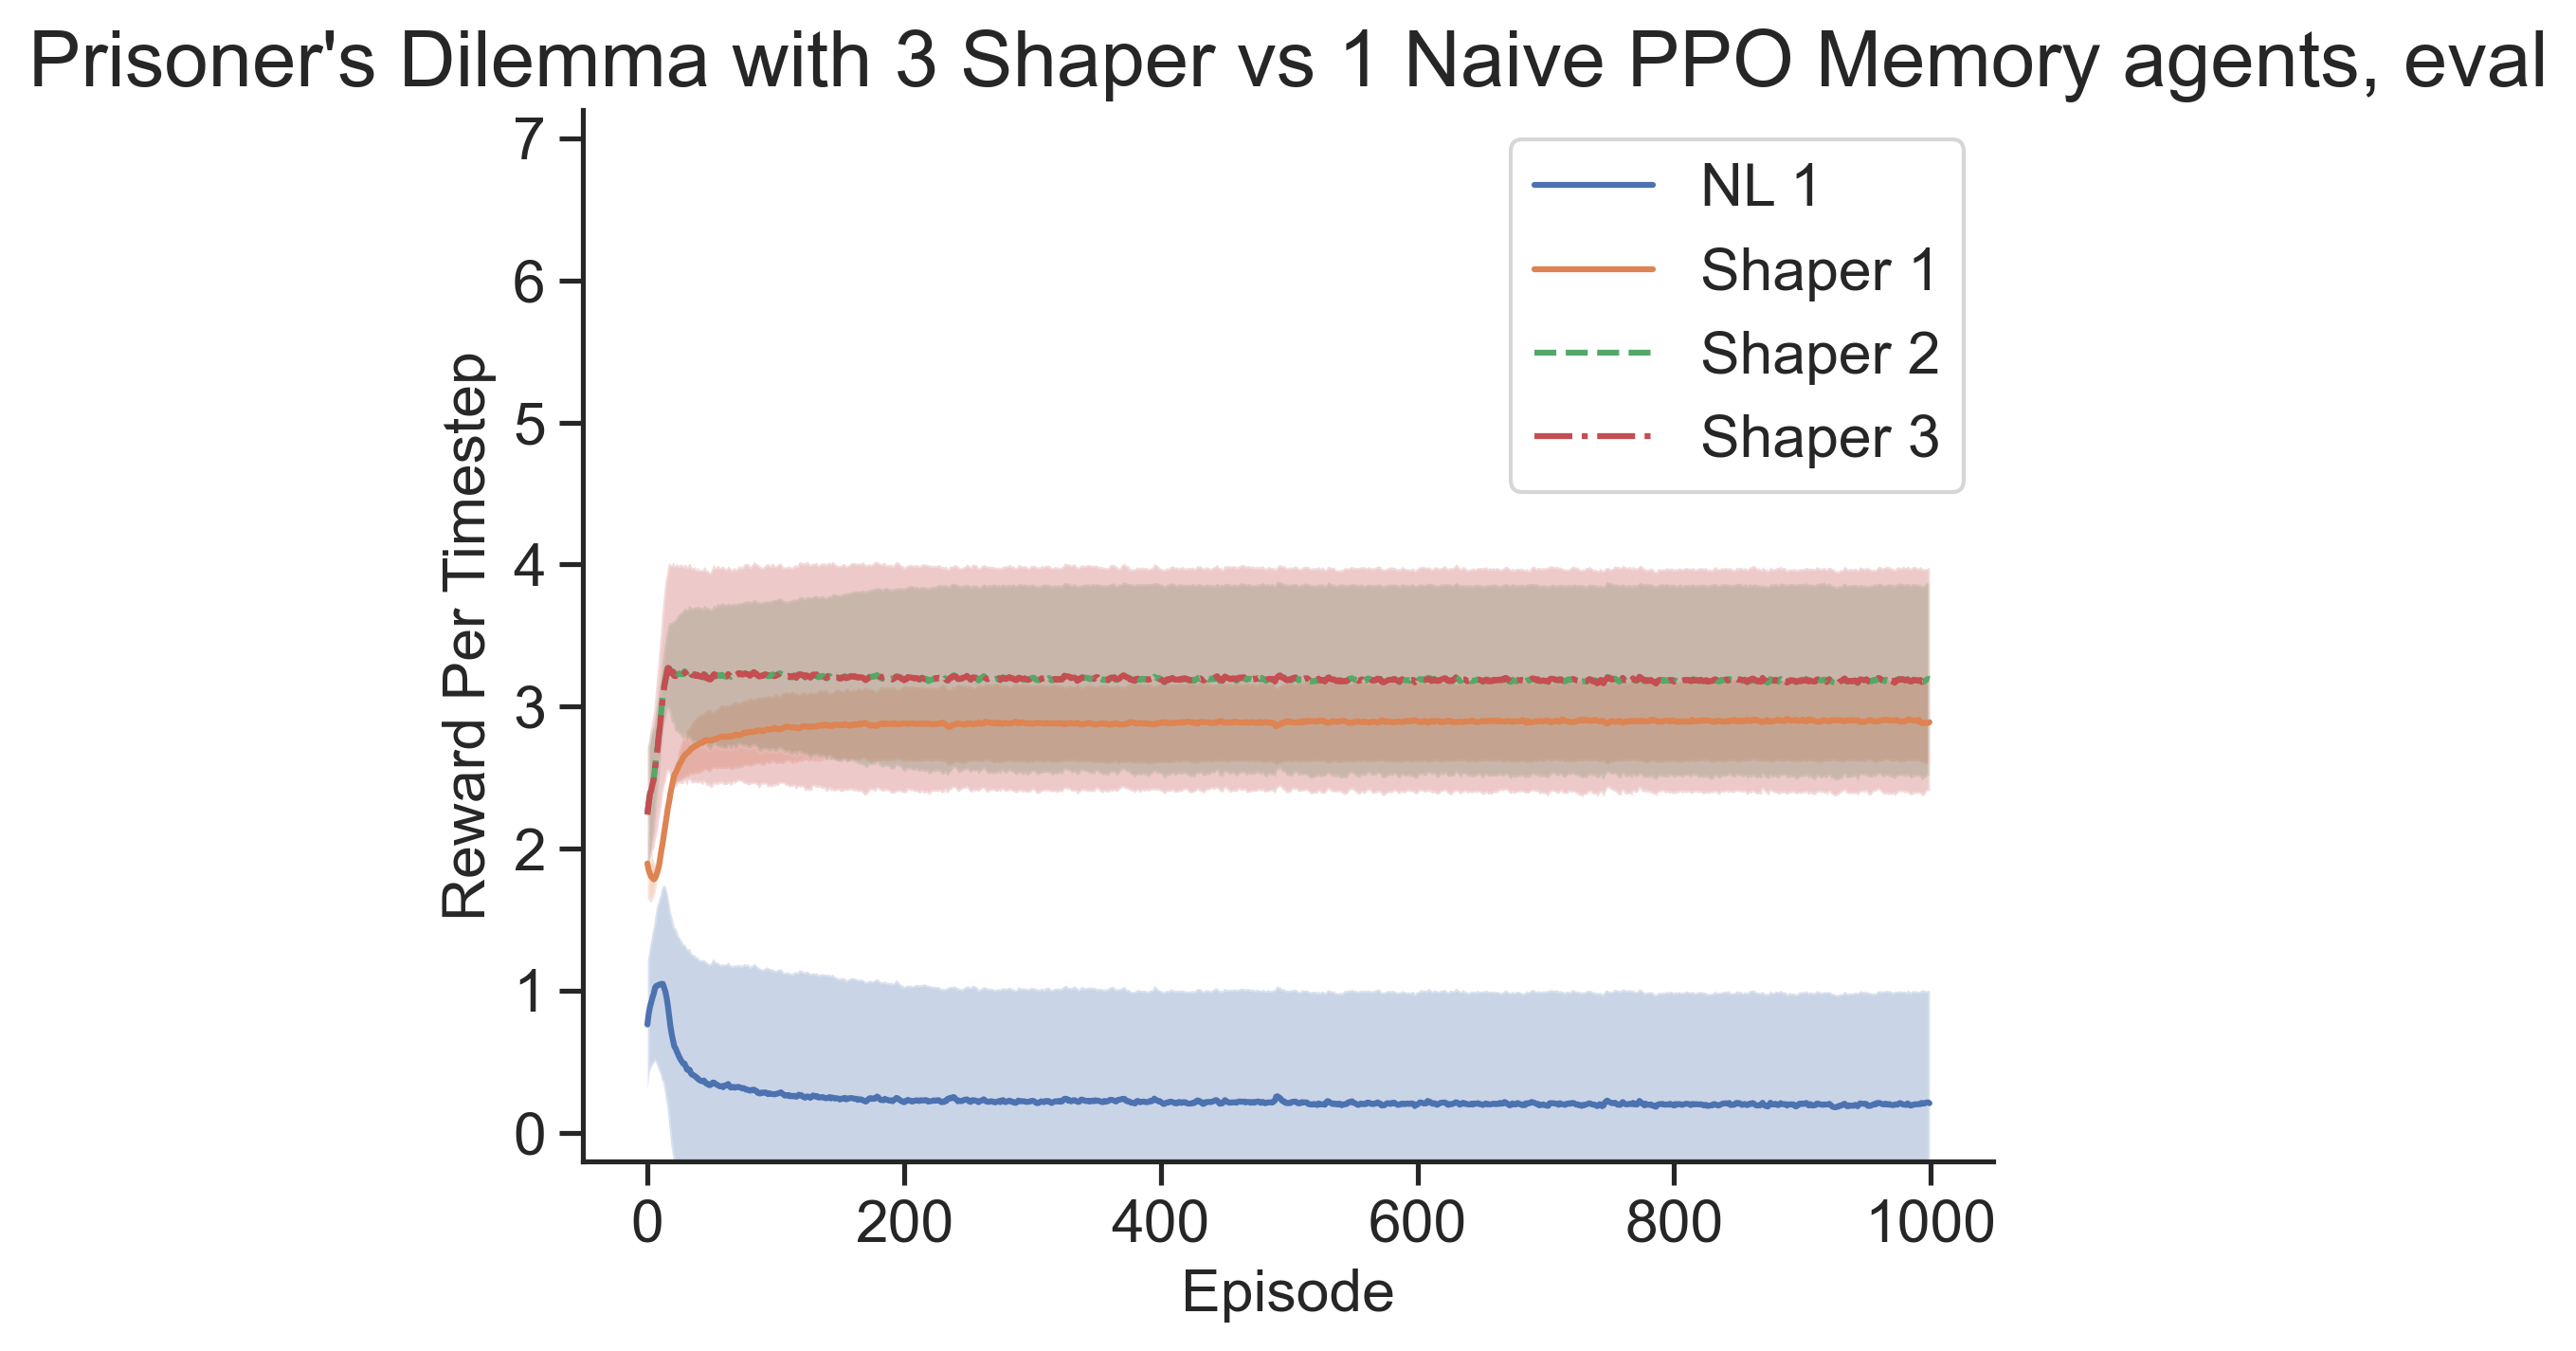 Prisoner's Dilemma with 3 Shaper vs 1 Naive PPO Memory agents, eval
7
6
5
4
3
2
1
0
Reward Per Timestep
NL 1
Shaper 1
Shaper 2
Shaper 3
0 200 400 600 800 1000
Episode